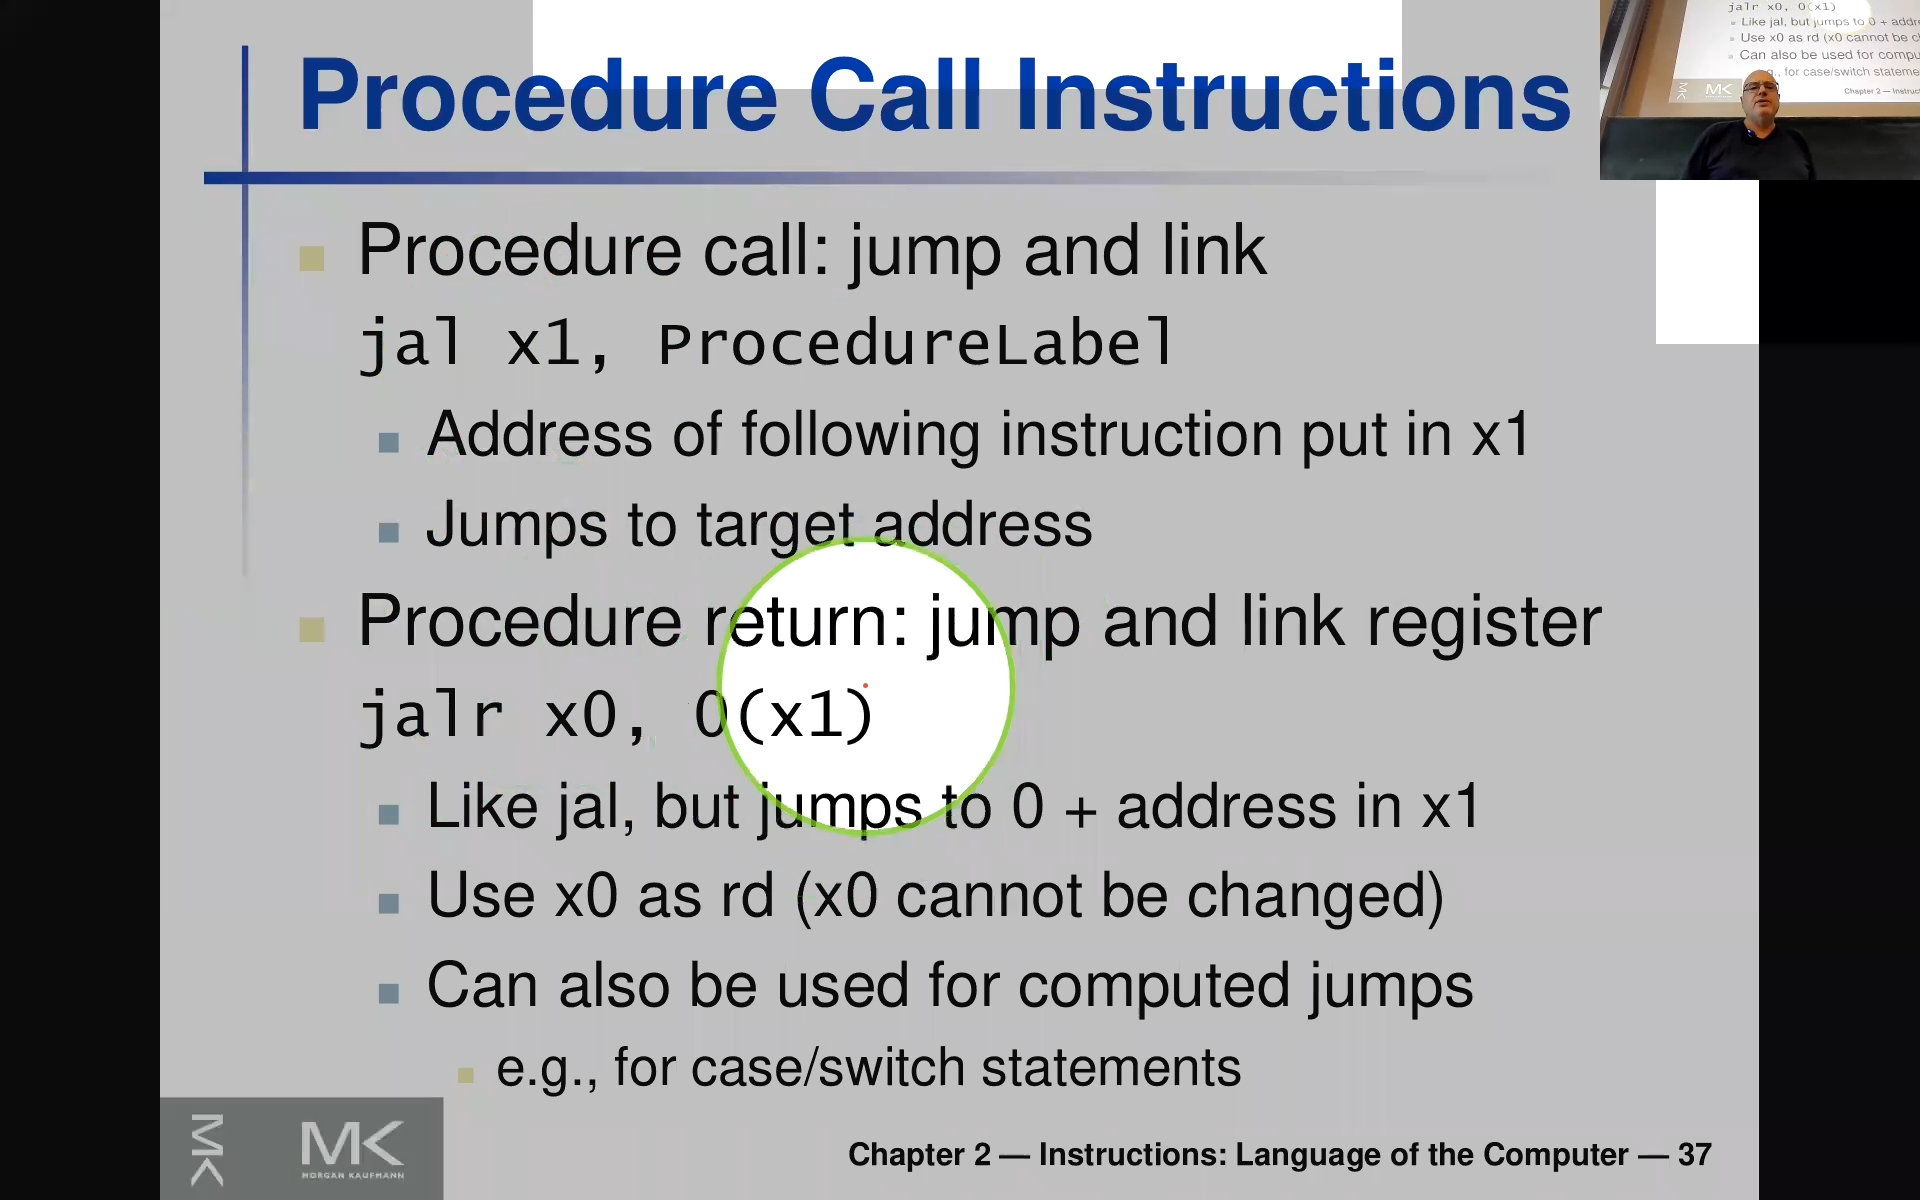 Procedure Call Instructions
Procedure call: jump and link
jal x1, ProcedureLabel
Address of following instruction put in x1
Jumps to target address
Procedure return: jump and link register
jalr x0, 0(x1)
Like jal, but jumps to 0 + address in x1
Use x0 as rd (x0 cannot be changed)
Can also be used for computed jumps
e.g., for case/switch statements
MK
MK
MORGAN KAUFMANN
Chapter 2 — Instructions: Language of the Computer — 37
jalr x0, 0(x1)
Like jal, but jumps to 0 + addre
Use x0 as rd (x0 cannot be c
Can also be used for compu
for case/switch stateme
MK
Chapter 2 — Instruc